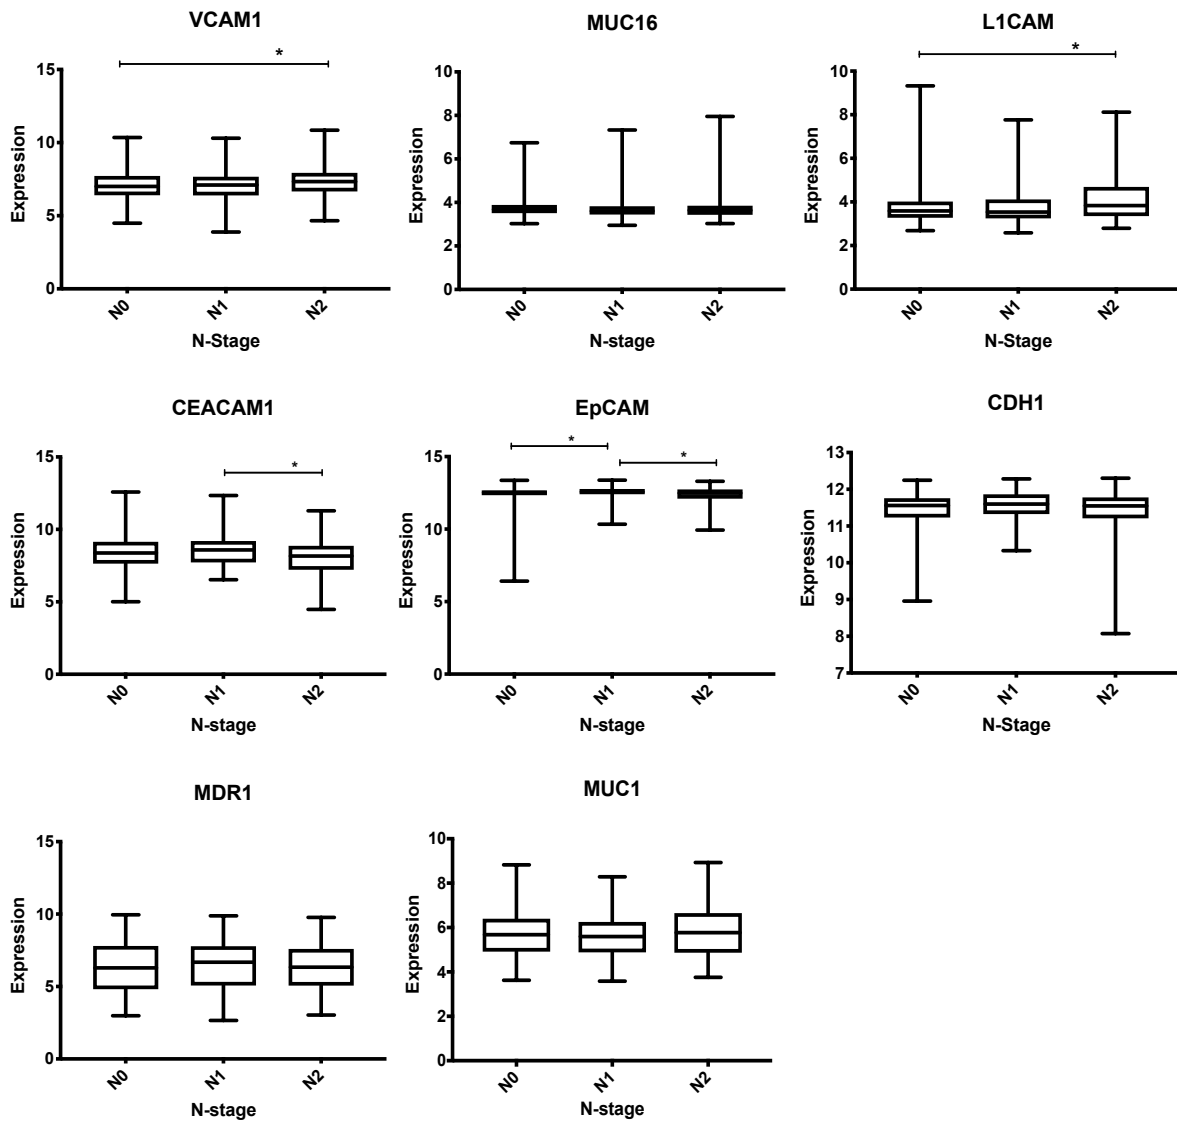 VCAM1
*
15
10
5
0
Expression
N0
N1
N2
N-Stage
MUC16
10
8
6
4
2
0
Expression
N0
N1
N2
N-stage
L1CAM
*
10
8
6
4
2
0
Expression
N0
N1
N2
N-Stage
CEACAM1
*
15
10
5
0
Expression
N0
N1
N2
N-stage
EpCAM
*
*
15
10
5
0
Expression
N0
N1
N2
N-stage
CDH1
13
12
11
10
9
8
7
Expression
N0
N1
N2
N-Stage
MDR1
15
10
5
0
Expression
N0
N1
N2
N-stage
MUC1
10
8
6
4
2
0
Expression
N0
N1
N2
N-stage